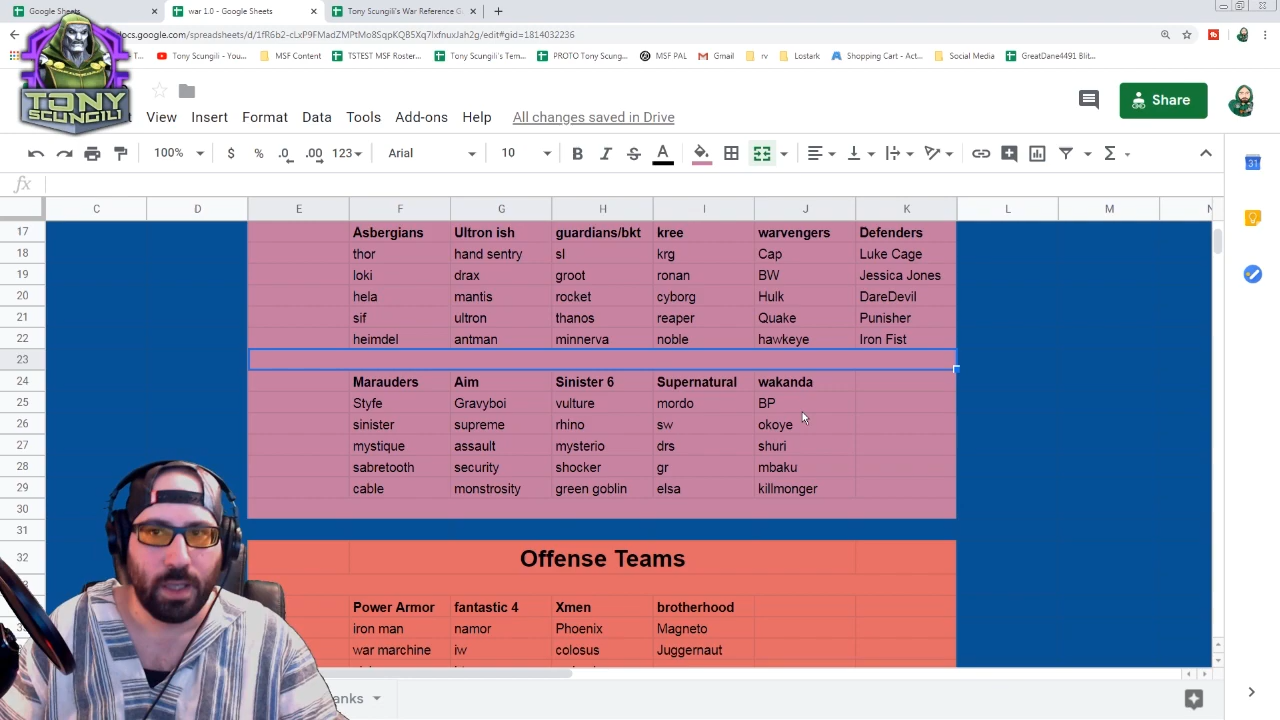 Google Sheets
war 1.0 - Google Sheets
Tony Scungili's War Reference G
docs.google.com/spreadsheets/d/1fR6b2-cLxP9FMadZMPtMo8SqpKQB5Xq7lxfnuxJah2g/edit#gid=1814032236
Tony Scungili - You...
MSF Content
TSTEST MSF Roster...
Tony Scungili's Tem...
PROTO Tony Scung...
MSF PAL
Gmail
rv
Lostark
Shopping Cart - Act...
Social Media
GreatDane4491 Blit...
TONY
SCUNGILI
View Insert Format Data Tools Add-ons Help All changes saved in Drive
Share
100% $ % .0 .00 123 Arial 10 B I S A
31
fx
C D E F G H I J K L M N
17 Asbergians Ultron ish guardians/bkt kree warvengers Defenders
18 thor hand sentry sl krg Cap Luke Cage
19 loki drax groot ronan BW Jessica Jones
20 hela mantis rocket cyborg Hulk DareDevil
21 sif ultron thanos reaper Quake Punisher
22 heimdel antman minnerva noble hawkeye Iron Fist
23
24 Marauders Aim Sinister 6 Supernatural wakanda
25 Styfe Gravyboi vulture mordo BP
26 sinister supreme rhino sw okoye
27 mystique assault mysterio drs shuri
28 sabretooth security shocker gr mbaku
29 cable monstrosity green goblin elsa killmonger
30
31
32 Offense Teams
Power Armor fantastic 4 Xmen brotherhood
iron man namor Phoenix Magneto
war marchine iw colosus Juggernaut
anks